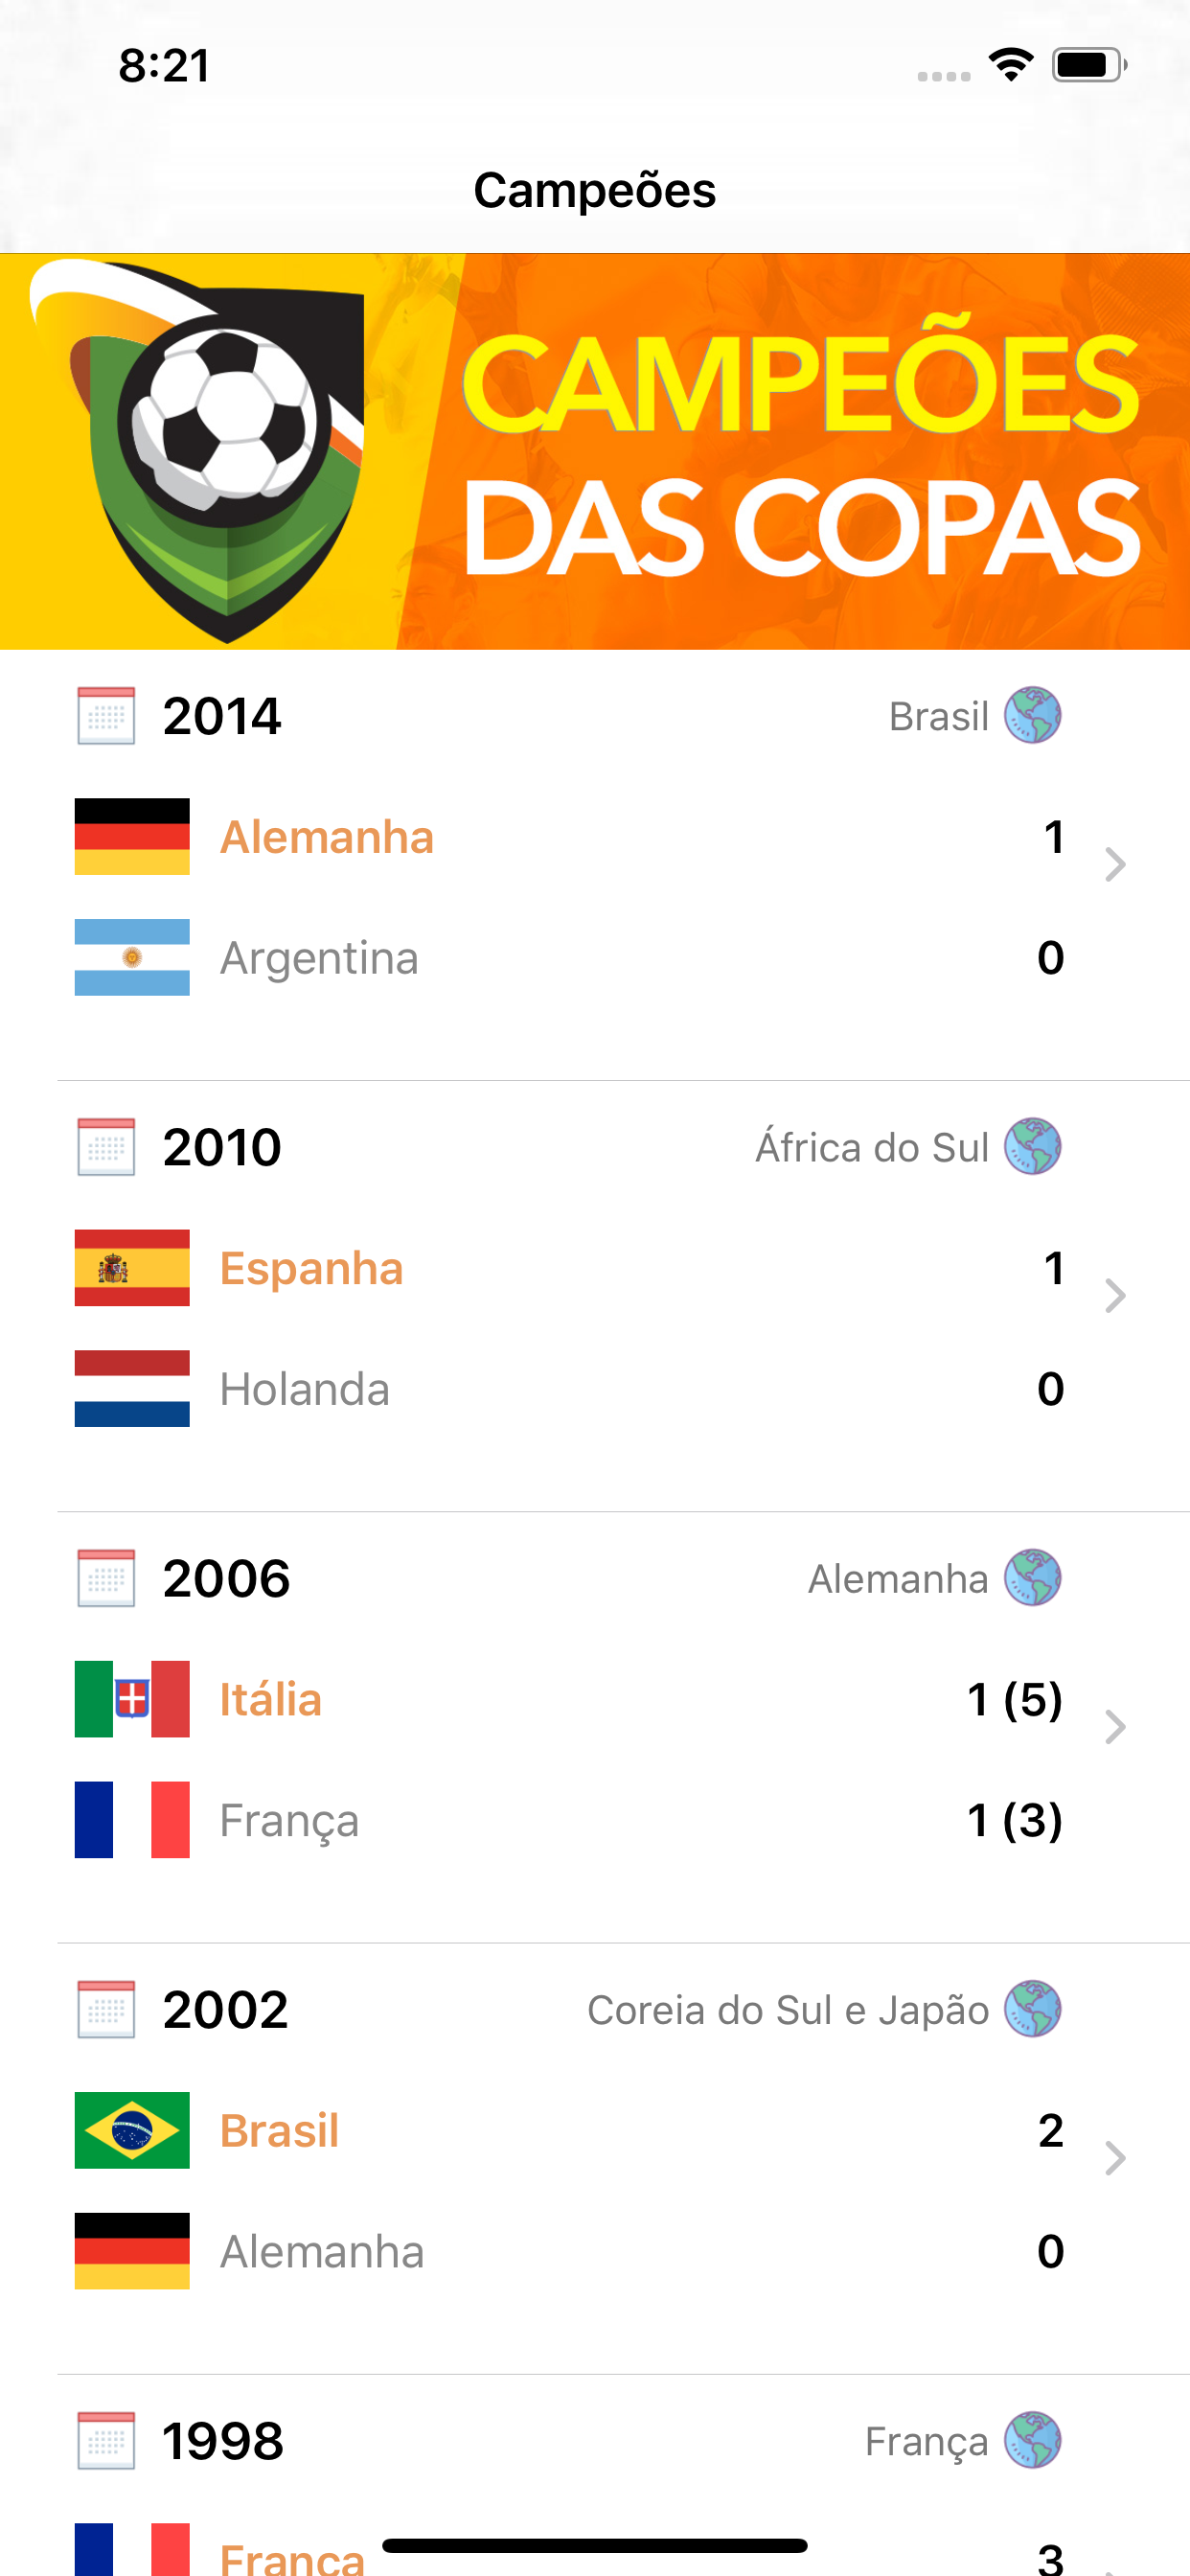 8:21
Campeões
CAMPEÕES
DAS COPAS
2014 Brasil
Alemanha 1
Argentina 0
2010 África do Sul
Espanha 1
Holanda 0
2006 Alemanha
Itália 1 (5)
França 1 (3)
2002 Coreia do Sul e Japão
Brasil 2
Alemanha 0
1998 França
França 3